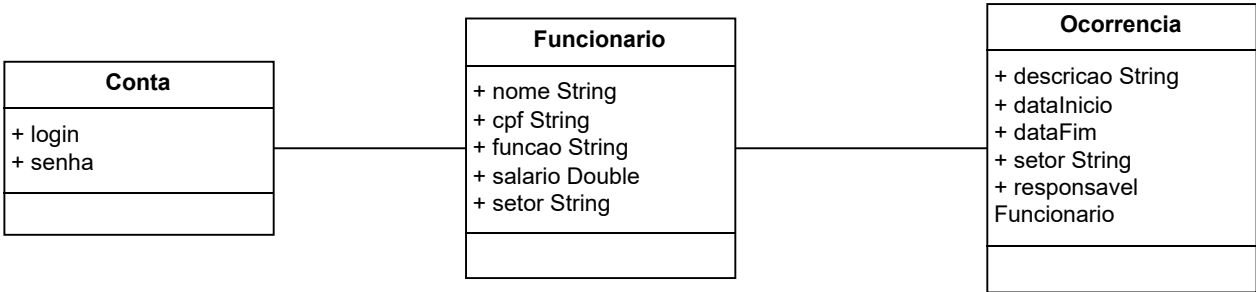 Conta
+ login
+ senha
Funcionario
+ nome String
+ cpf String
+ funcao String
+ salario Double
+ setor String
Ocorrencia
+ descricao String
+ dataInicio
+ dataFim
+ setor String
+ responsavel
Funcionario